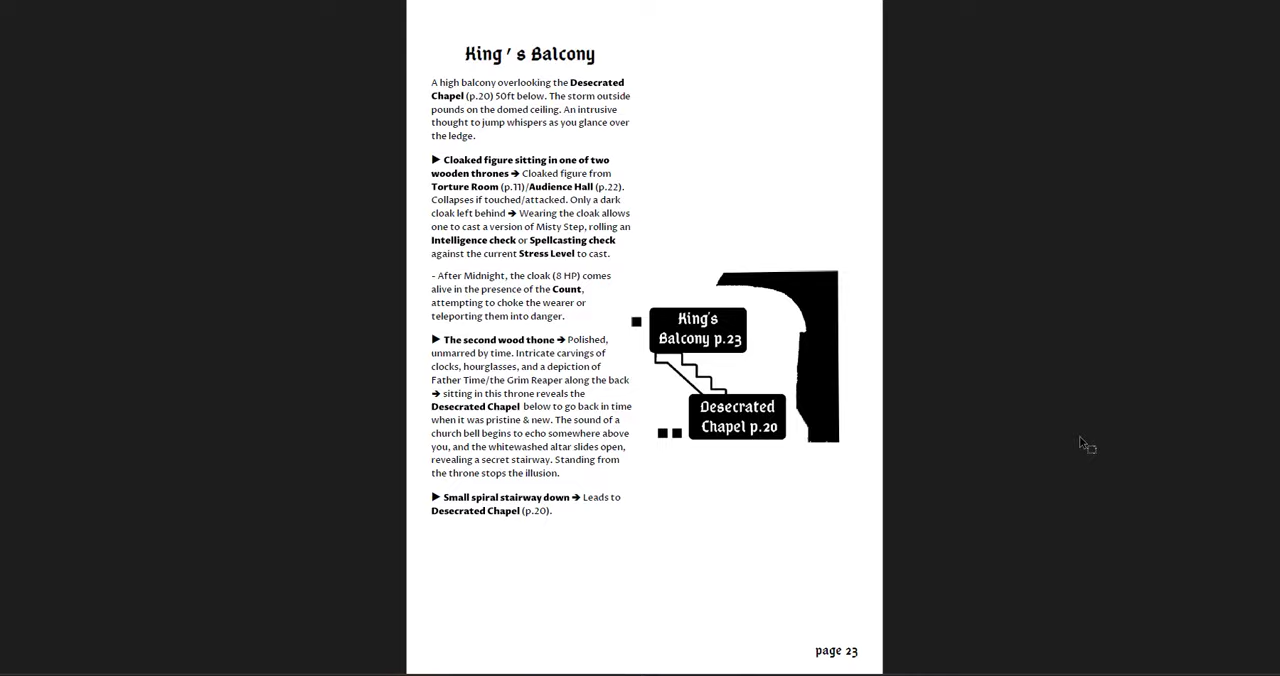 King's Balcony
A high balcony overlooking the Desecrated
Chapel (p.20) 50ft below. The storm outside
pounds on the domed ceiling. An intrusive
thought to jump whispers as you glance over
the ledge.
▶ Cloaked figure sitting in one of two
wooden thrones ➔ Cloaked figure from
Torture Room (p.11)/Audience Hall (p.22).
Collapses if touched/attacked. Only a dark
cloak left behind ➔ Wearing the cloak allows
one to cast a version of Misty Step, rolling an
Intelligence check or Spellcasting check
against the current Stress Level to cast.
- After Midnight, the cloak (8 HP) comes
alive in the presence of the Count,
attempting to choke the wearer or
teleporting them into danger.
▶ The second wood thone ➔ Polished,
unmarred by time. Intricate carvings of
clocks, hourglasses, and a depiction of
Father Time/the Grim Reaper along the back
➔ sitting in this throne reveals the
Desecrated Chapel below to go back in time
when it was pristine & new. The sound of a
church bell begins to echo somewhere above
you, and the whitewashed altar slides open,
revealing a secret stairway. Standing from
the throne stops the illusion.
▶ Small spiral stairway down ➔ Leads to
Desecrated Chapel (p.20).
King's
Balcony p.23
Desecrated
Chapel p.20
page 23